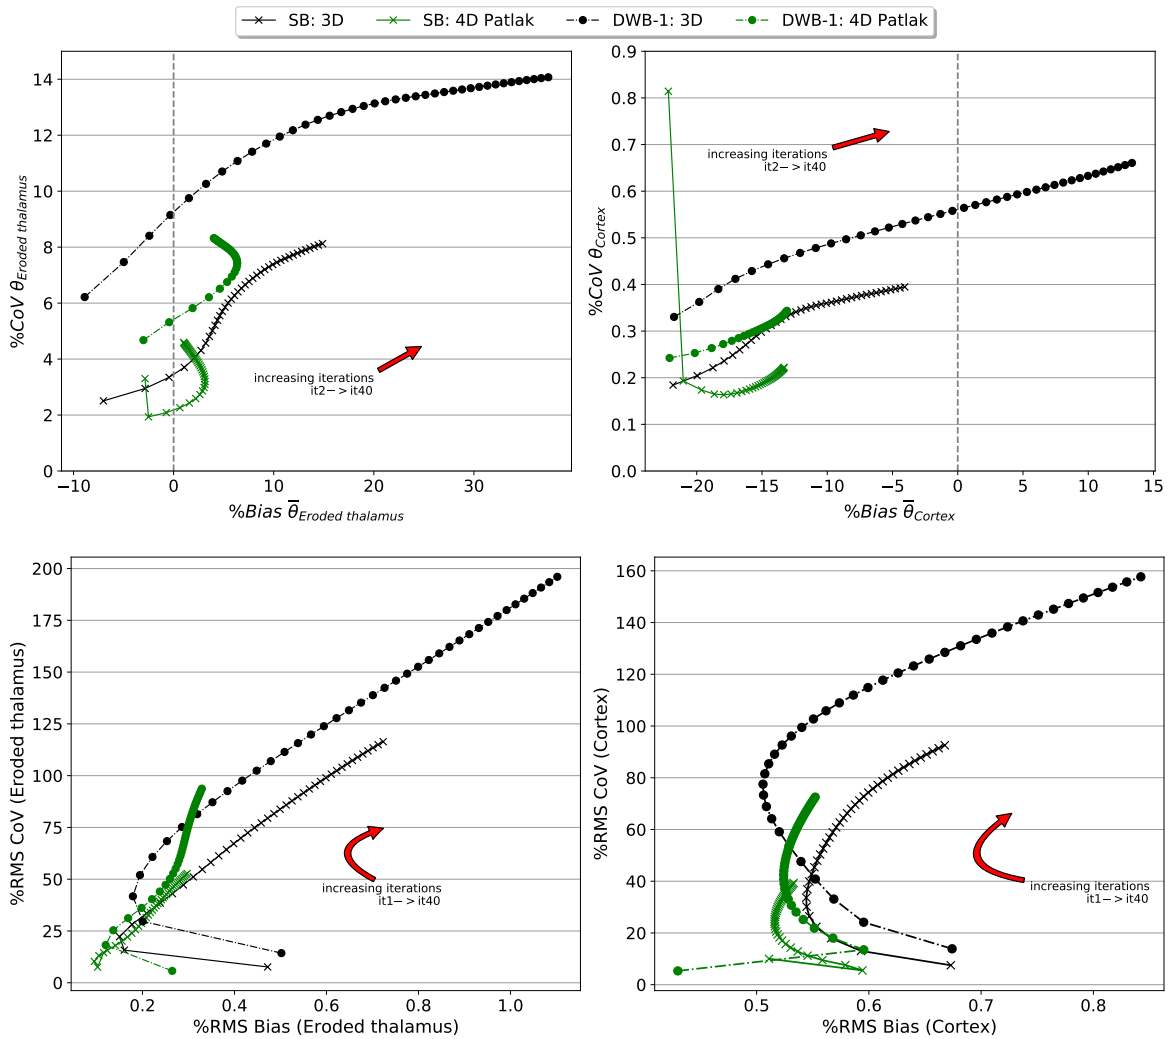 SB: 3D SB: 4D Patlak DWB-1: 3D DWB-1: 4D Patlak
%CoV θ_Eroded thalamus
14
12
10
8
6
4
2
0
increasing iterations
it2−> it40
−10 0 10 20 30
%Bias θ̅_Eroded thalamus
%CoV θ_Cortex
0.9
0.8
0.7
0.6
0.5
0.4
0.3
0.2
0.1
0.0
increasing iterations
it2−> it40
−20 −15 −10 −5 0 5 10 15
%Bias θ̅_Cortex
%RMS CoV (Eroded thalamus)
200
175
150
125
100
75
50
25
0
increasing iterations
it1−> it40
0.2 0.4 0.6 0.8 1.0
%RMS Bias (Eroded thalamus)
%RMS CoV (Cortex)
160
140
120
100
80
60
40
20
0
increasing iterations
it1−> it40
0.5 0.6 0.7 0.8
%RMS Bias (Cortex)